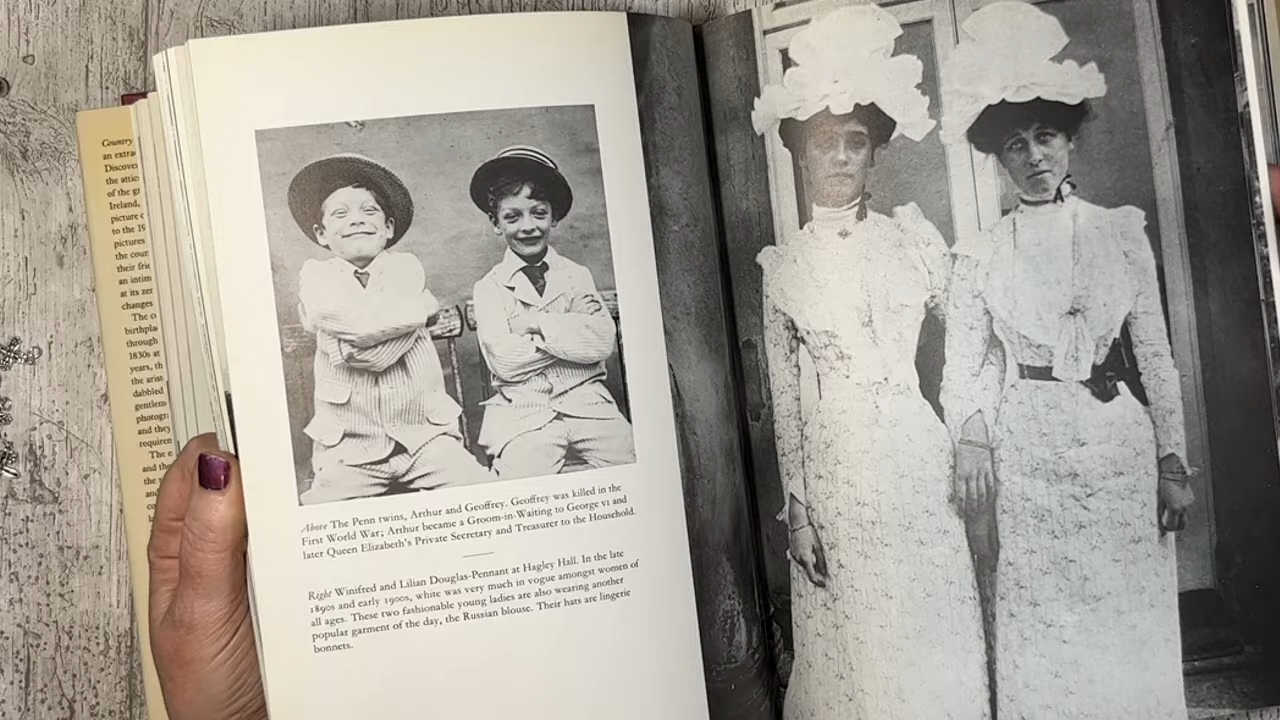 Country
an extra
Discove
the attic
of the g
Ireland,
picture
to the 19
pictures
the cour
their fri
an intim
at its ze
changes
The c
birthpla
through
1830s at
years, th
the arist
dabbled
gentlem
photogr
and they
requiren
The e
and the
the
and
co
Above The Penn twins, Arthur and Geoffrey. Geoffrey was killed in the
First World War; Arthur became a Groom-in-Waiting to George VI and
later Queen Elizabeth's Private Secretary and Treasurer to the Household.
Right Winifred and Lilian Douglas-Pennant at Hagley Hall. In the late
1890s and early 1900s, white was very much in vogue amongst women of
all ages. These two fashionable young ladies are also wearing another
popular garment of the day, the Russian blouse. Their hats are lingerie
bonnets.